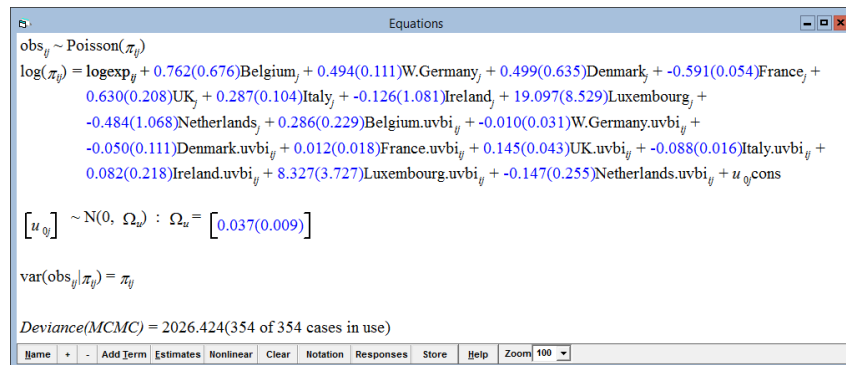 Equations
obs_ij ~ Poisson(π_ij)
log(π_ij) = logexp_ij + 0.762(0.676)Belgium_j + 0.494(0.111)W.Germany_j + 0.499(0.635)Denmark_j + -0.591(0.054)France_j +
0.630(0.208)UK_j + 0.287(0.104)Italy_j + -0.126(1.081)Ireland_j + 19.097(8.529)Luxembourg_j +
-0.484(1.068)Netherlands_j + 0.286(0.229)Belgium.uvbi_ij + -0.010(0.031)W.Germany.uvbi_ij +
-0.050(0.111)Denmark.uvbi_ij + 0.012(0.018)France.uvbi_ij + 0.145(0.043)UK.uvbi_ij + -0.088(0.016)Italy.uvbi_ij +
0.082(0.218)Ireland.uvbi_ij + 8.327(3.727)Luxembourg.uvbi_ij + -0.147(0.255)Netherlands.uvbi_ij + u_0j cons
[u_0j] ~ N(0, Ω_u) : Ω_u = [0.037(0.009)]
var(obs_ij|π_ij) = π_ij
Deviance(MCMC) = 2026.424(354 of 354 cases in use)
Name + - Add Term Estimates Nonlinear Clear Notation Responses Store Help Zoom 100